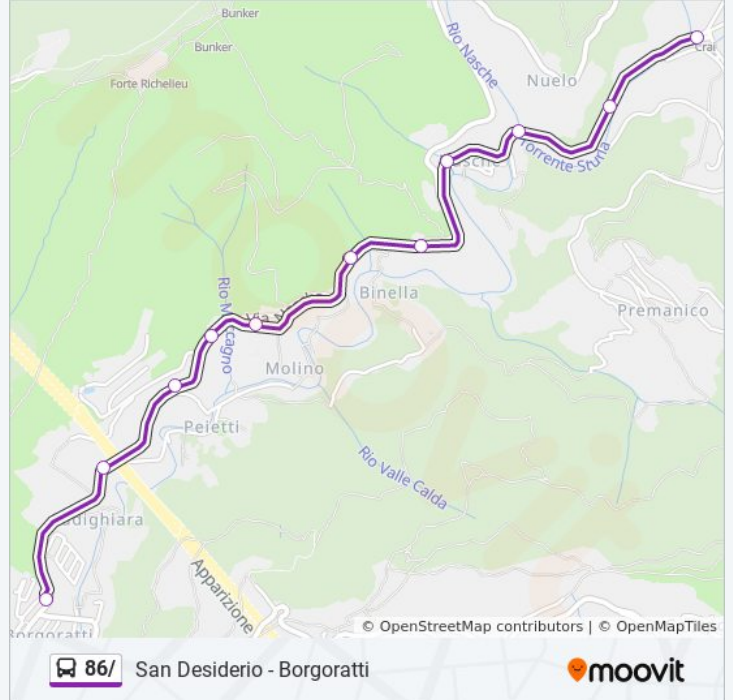 Bunker
Bunker
Forte Richelieu
Rio Nasche
Nuelo
Crai
Torrente Sturla
Binella
Premanico
Rio
Molino
Peietti
Rio Valle Calda
Apparizione
Borgoratti
© OpenStreetMap contributors | © OpenMapTiles
86/ San Desiderio - Borgoratti
moovit